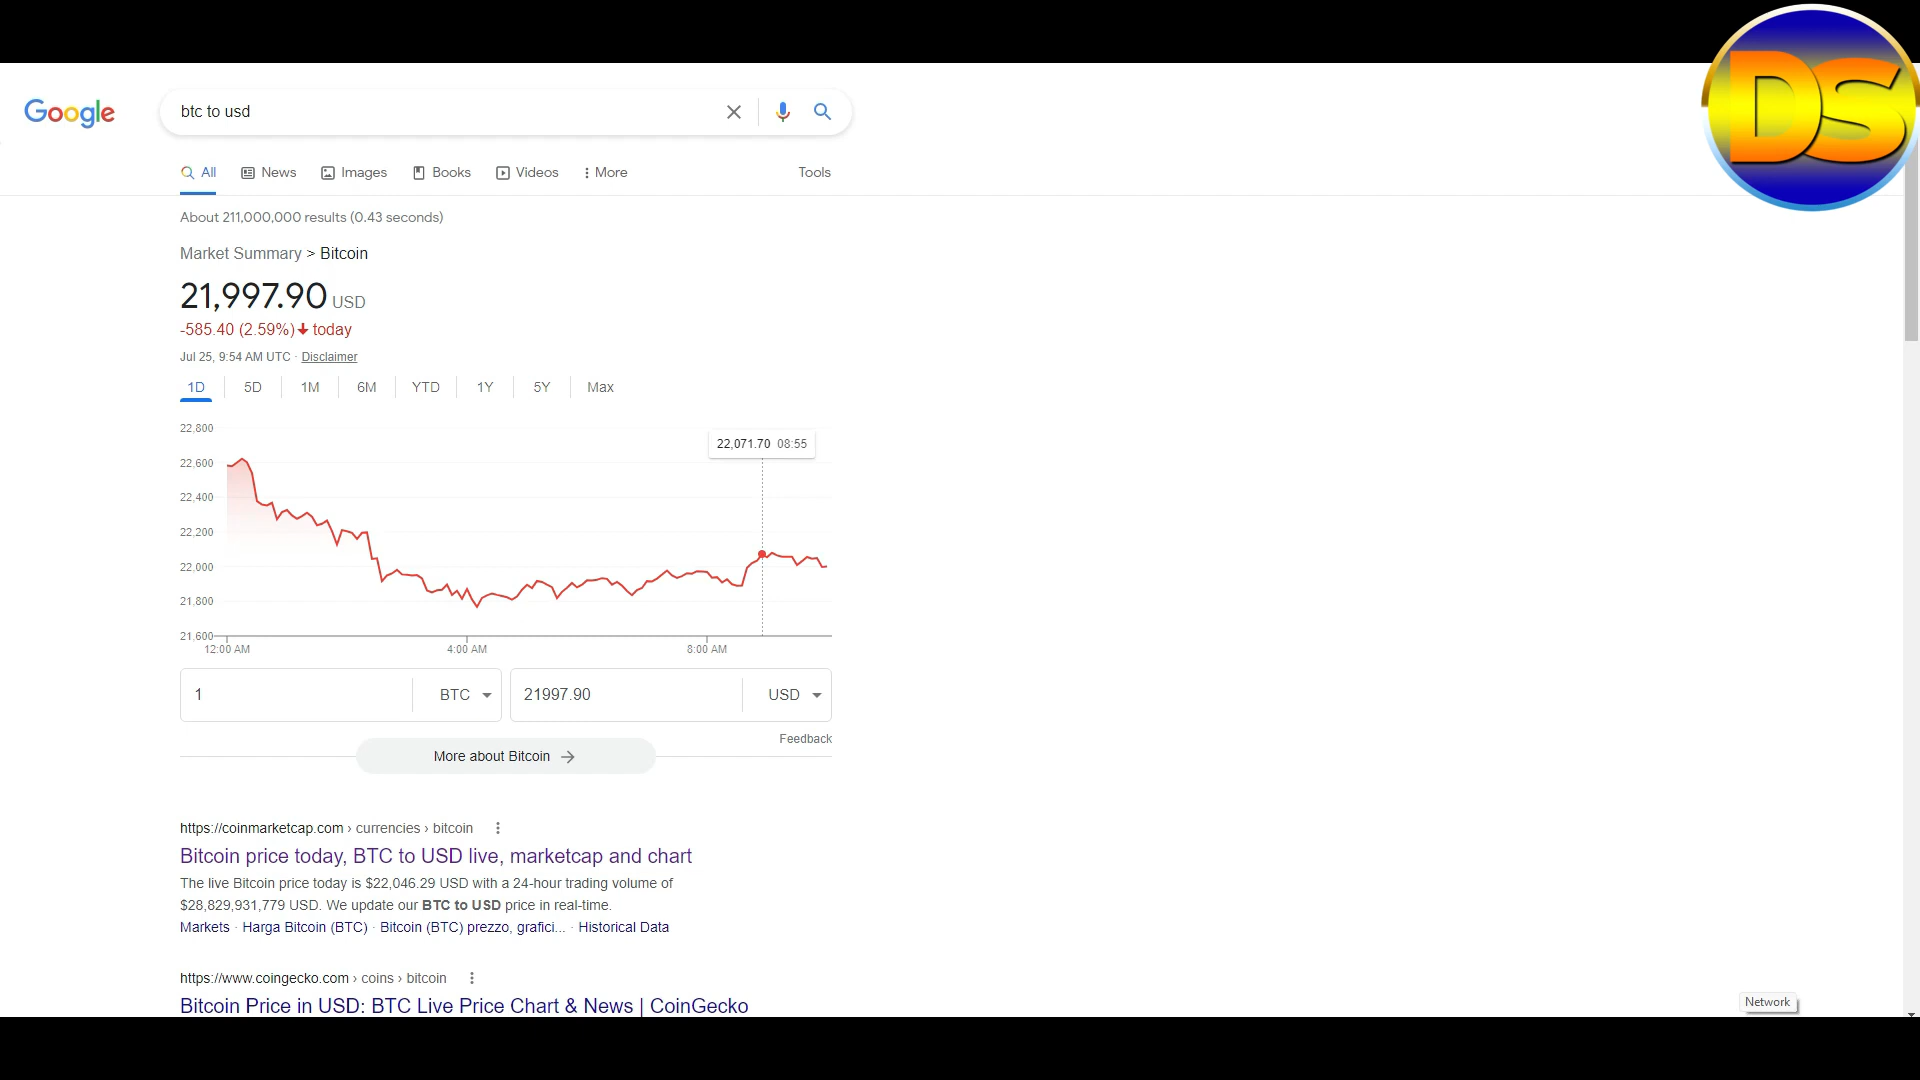 DS
Google
btc to usd
All News Images Books Videos More Tools
About 211,000,000 results (0.43 seconds)
Market Summary > Bitcoin
21,997.90 USD
-585.40 (2.59%) today
Jul 25, 9:54 AM UTC · Disclaimer
1D 5D 1M 6M YTD 1Y 5Y Max
22,800
22,071.70 08:55
22,600
22,400
22,200
22,000
21,800
21,600
12:00 AM 4:00 AM 8:00 AM
1 BTC 21997.90 USD
Feedback
More about Bitcoin
https://coinmarketcap.com › currencies › bitcoin
Bitcoin price today, BTC to USD live, marketcap and chart
The live Bitcoin price today is $22,046.29 USD with a 24-hour trading volume of
$28,829,931,779 USD. We update our BTC to USD price in real-time.
Markets · Harga Bitcoin (BTC) · Bitcoin (BTC) prezzo, grafici... · Historical Data
https://www.coingecko.com › coins › bitcoin
Bitcoin Price in USD: BTC Live Price Chart & News | CoinGecko
Network